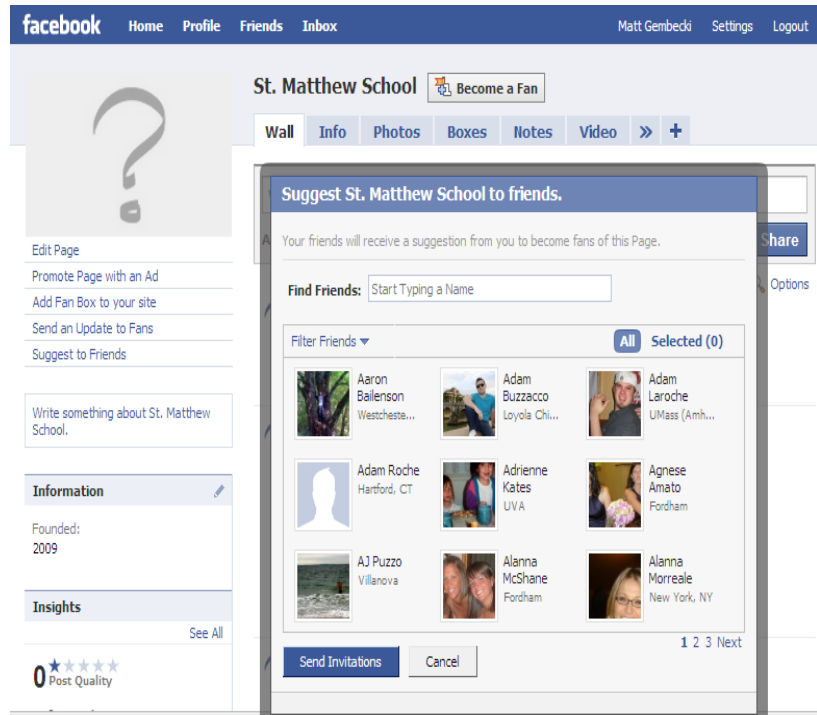 facebook Home Profile Friends Inbox Matt Gembecki Settings Logout
St. Matthew School Become a Fan
Wall Info Photos Boxes Notes Video » +
Edit Page
Promote Page with an Ad
Add Fan Box to your site
Send an Update to Fans
Suggest to Friends
Write something about St. Matthew
School.
Information
Founded:
2009
Insights
See All
0 Post Quality
Share
Options
Suggest St. Matthew School to friends.
Your friends will receive a suggestion from you to become fans of this Page.
Find Friends: Start Typing a Name
Filter Friends All Selected (0)
Aaron
Bailenson
Westcheste...
Adam
Buzzacco
Loyola Chi...
Adam
Laroche
UMass (Amh...
Adam Roche
Hartford, CT
Adrienne
Kates
UVA
Agnese
Amato
Fordham
AJ Puzzo
Villanova
Alanna
McShane
Fordham
Alanna
Morreale
New York, NY
1 2 3 Next
Send Invitations Cancel